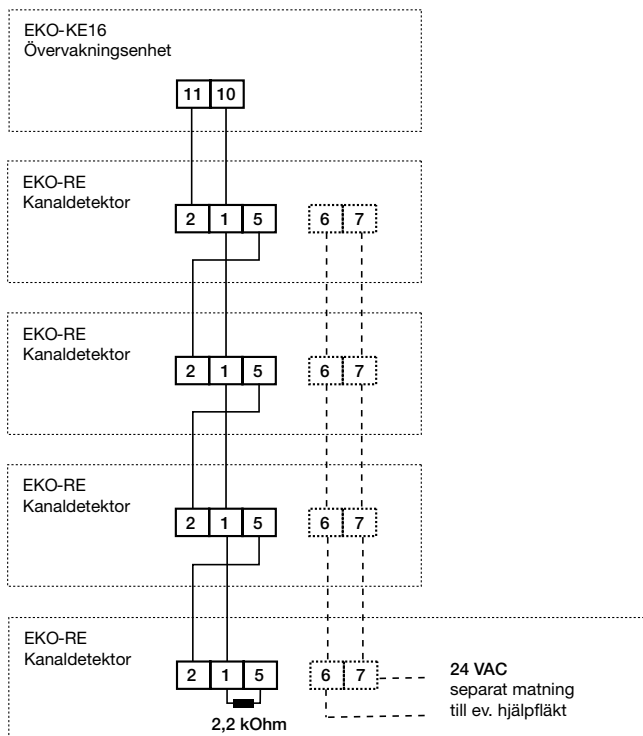 EKO-KE16
Övervakningsenhet
11 10
EKO-RE
Kanaldetektor
2 1 5 6 7
EKO-RE
Kanaldetektor
2 1 5 6 7
EKO-RE
Kanaldetektor
2 1 5 6 7
EKO-RE
Kanaldetektor
2 1 5 6 7
24 VAC
separat matning
till ev. hjälpfläkt
2,2 kOhm